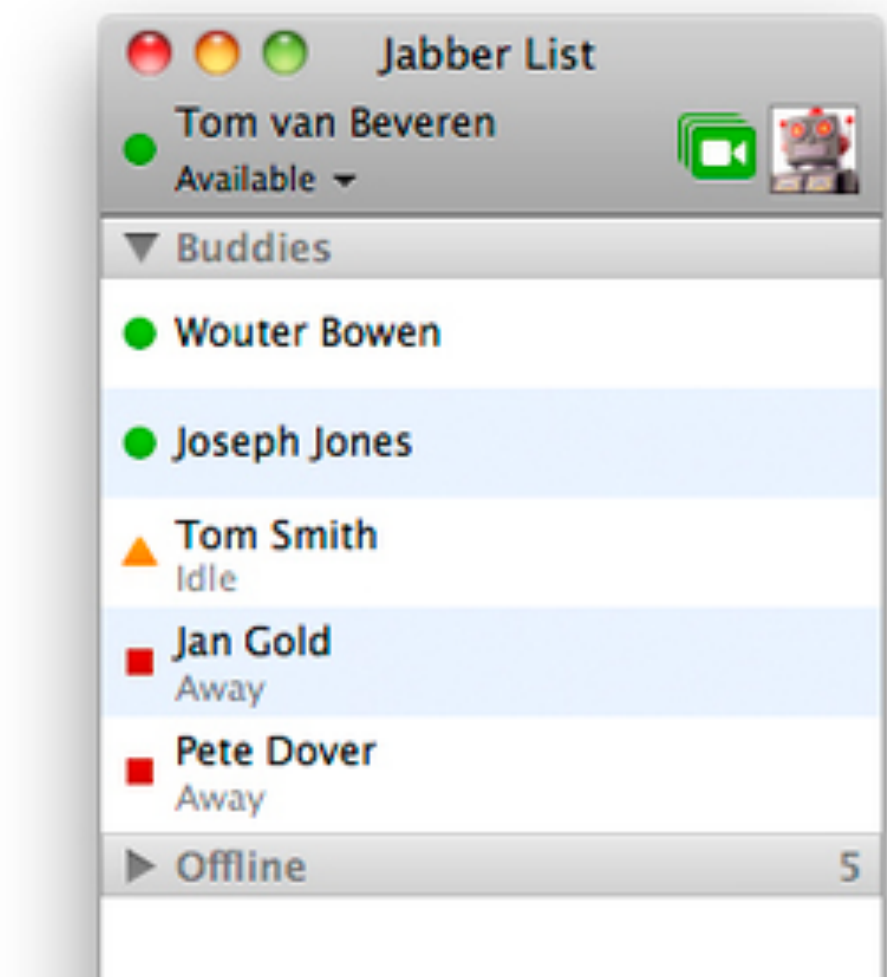 Jabber List
Tom van Beveren
Available
Buddies
Wouter Bowen
Joseph Jones
Tom Smith
Idle
Jan Gold
Away
Pete Dover
Away
Offline 5